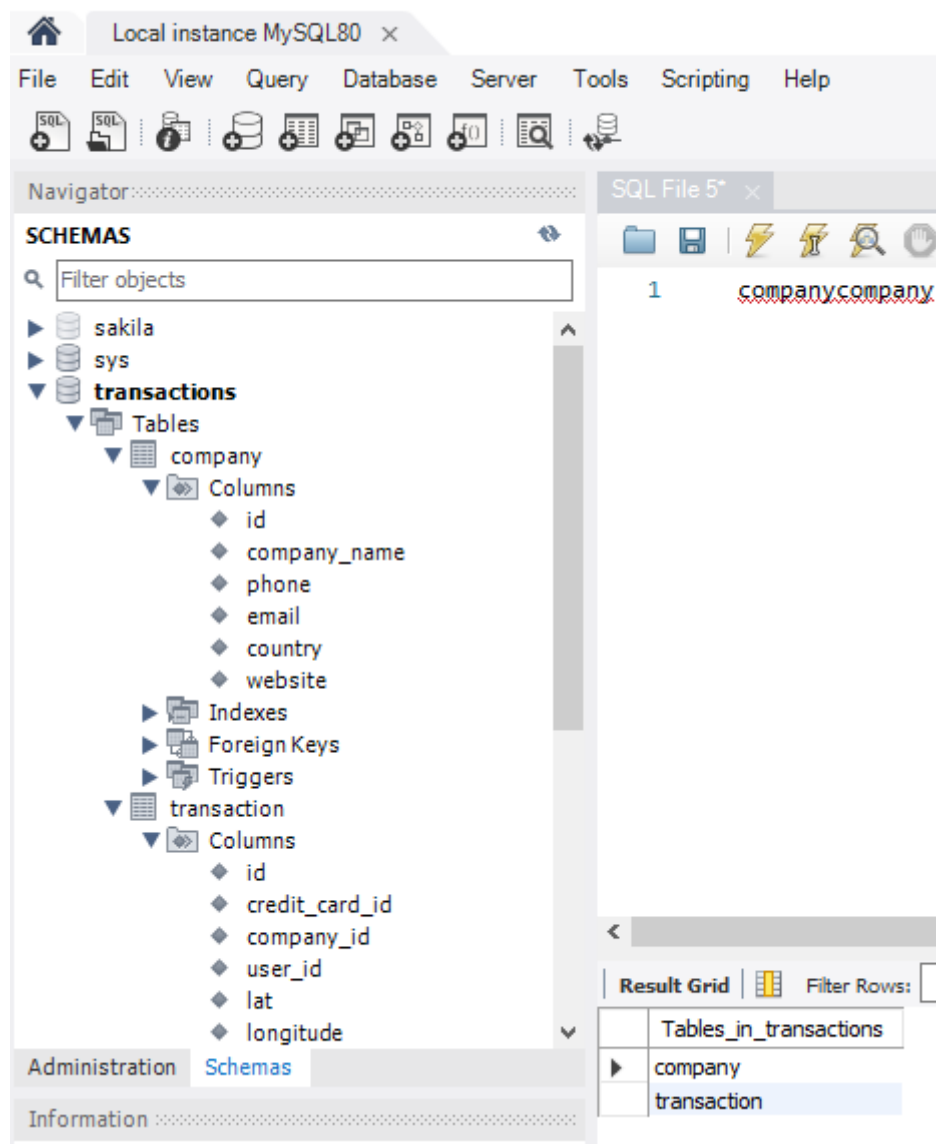 Local instance MySQL80
File Edit View Query Database Server Tools Scripting Help
SQL SQL
Navigator
SCHEMAS
Filter objects
sakila
sys
transactions
Tables
company
Columns
id
company_name
phone
email
country
website
Indexes
Foreign Keys
Triggers
transaction
Columns
id
credit_card_id
company_id
user_id
lat
longitude
Administration Schemas
Information
SQL File 5*
1 companycompany
Result Grid Filter Rows:
Tables_in_transactions
company
transaction